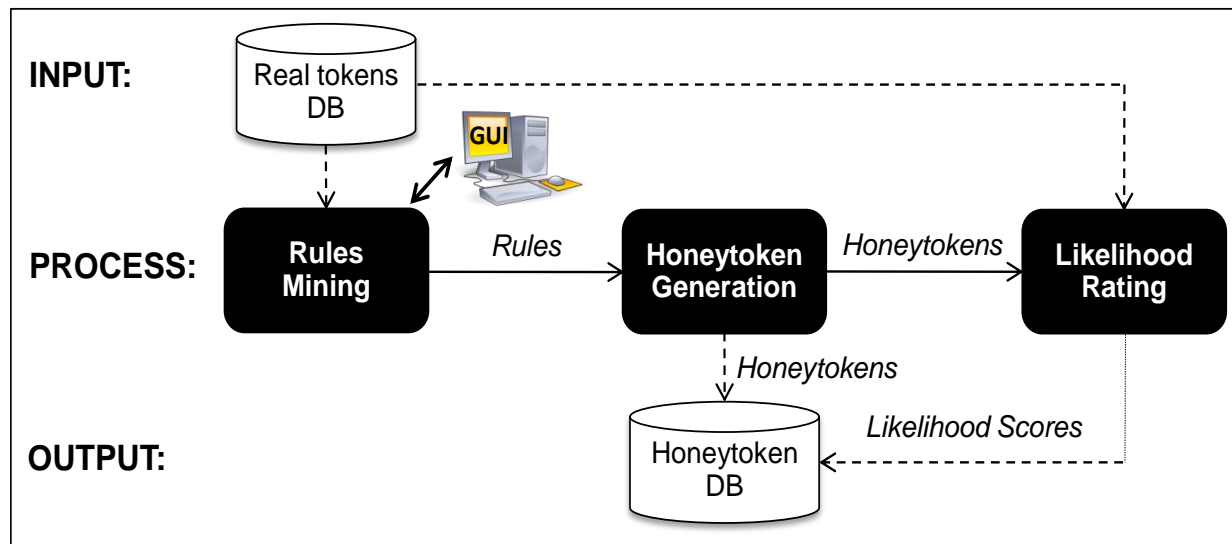 INPUT:
Real tokens
DB
GUI
PROCESS:
Rules
Mining
Rules
Honeytoken
Generation
Honeytokens
Likelihood
Rating
Honeytokens
Likelihood Scores
OUTPUT:
Honeytoken
DB